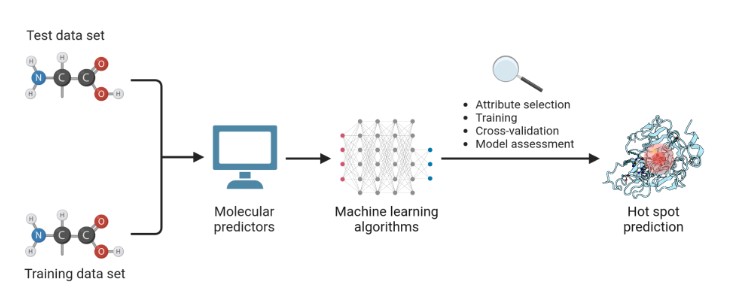 Test data set
H
H
O
N
C
C
H
O
H
Attribute selection
Training
Cross-validation
Model assessment
Molecular
predictors
Machine learning
algorithms
Hot spot
prediction
H
H
O
N
C
C
H
O
H
Training data set